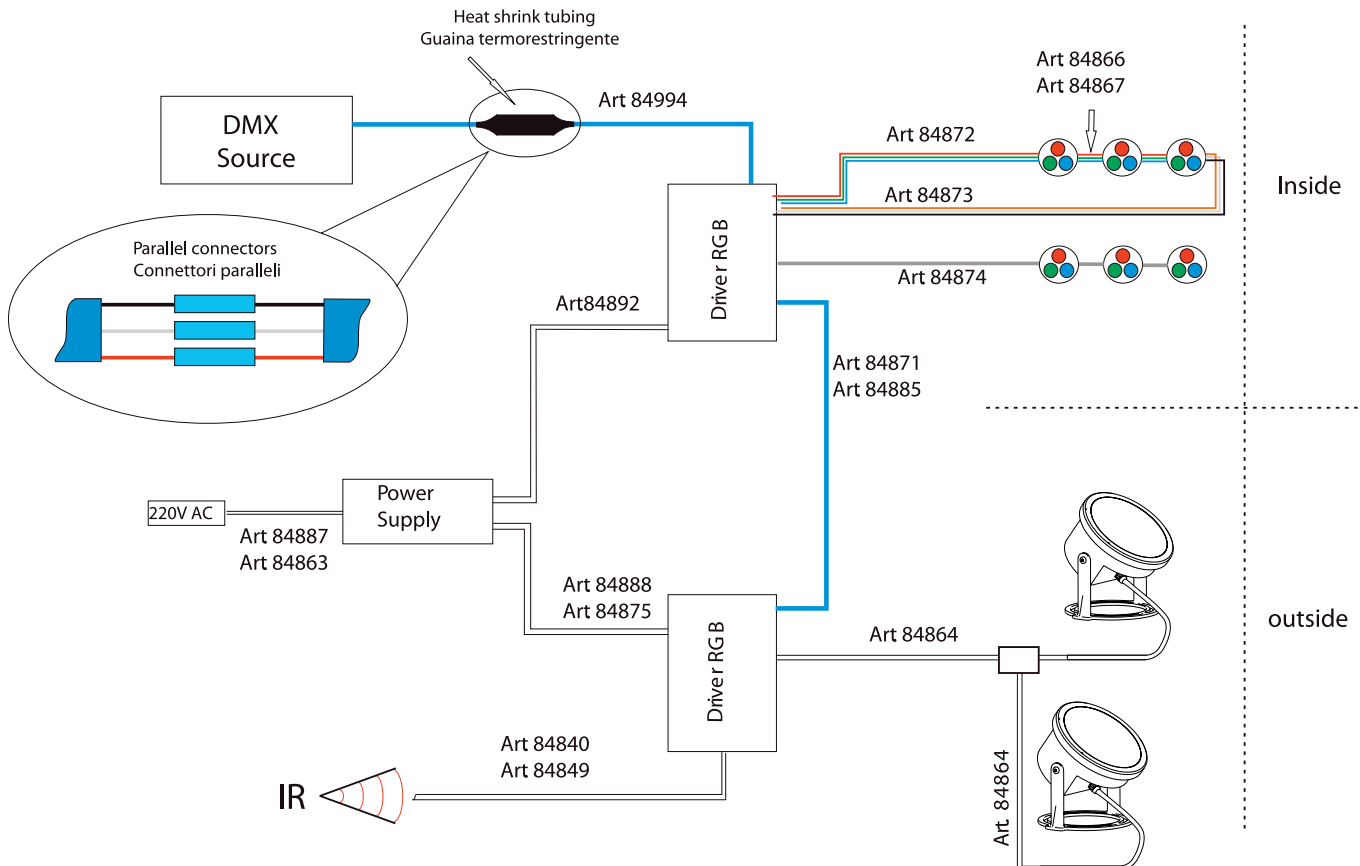 Heat shrink tubing
Guaina termorestringente
DMX
Source
Art 84994
Art 84866
Art 84867
Art 84872
Art 84873
Art 84874
Inside
Parallel connectors
Connettori paralleli
Driver RGB
Art84892
Art 84871
Art 84885
220V AC
Power
Supply
Art 84887
Art 84863
Art 84888
Art 84875
Driver RGB
Art 84864
outside
Art 84840
Art 84849
IR
Art. 84864